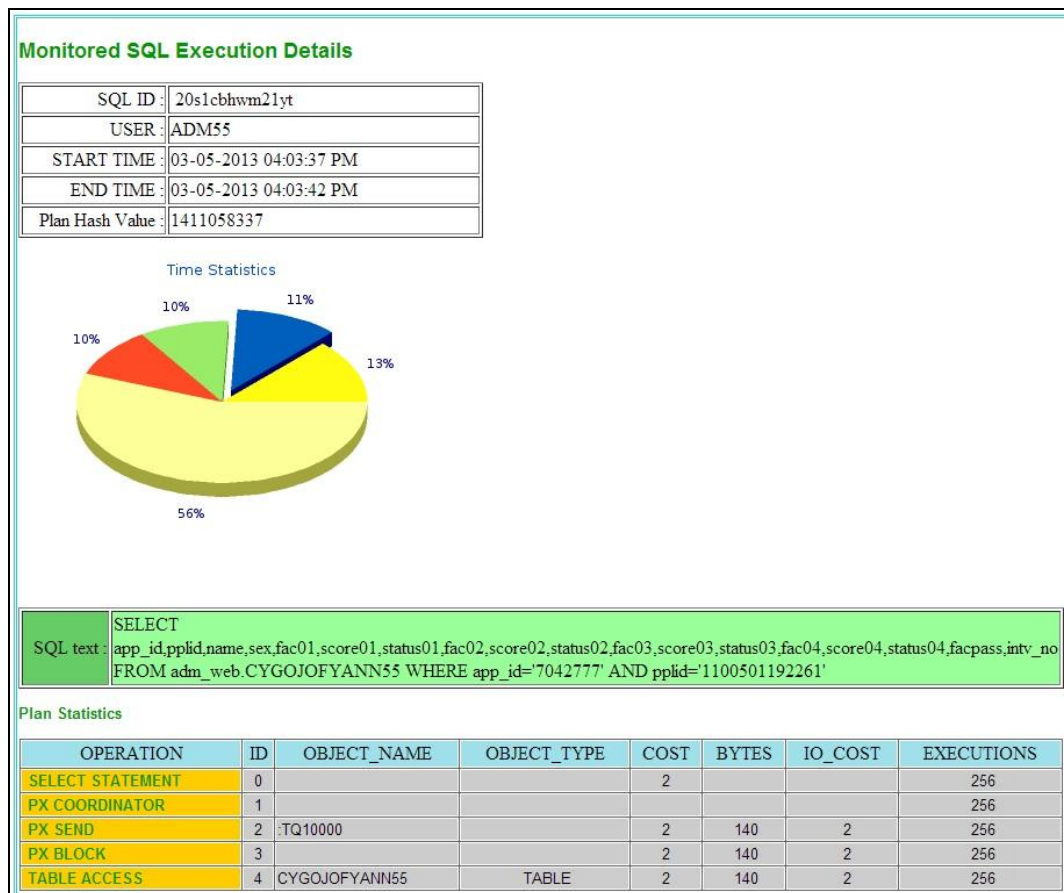 Monitored SQL Execution Details
SQL ID : 20s1cbhwm21yt
USER : ADM55
START TIME : 03-05-2013 04:03:37 PM
END TIME : 03-05-2013 04:03:42 PM
Plan Hash Value : 1411058337
Time Statistics
11%
10%
10%
13%
56%
SELECT
SQL text : app_id,pplid,name,sex,fac01,score01,status01,fac02,score02,status02,fac03,score03,status03,fac04,score04,status04,facpass,intv_no
FROM adm_web.CYGOJOFYANN55 WHERE app_id='7042777' AND pplid='1100501192261'
Plan Statistics
OPERATION ID OBJECT_NAME OBJECT_TYPE COST BYTES IO_COST EXECUTIONS
SELECT STATEMENT 0 2 256
PX COORDINATOR 1 256
PX SEND 2 :TQ10000 2 140 2 256
PX BLOCK 3 2 140 2 256
TABLE ACCESS 4 CYGOJOFYANN55 TABLE 2 140 2 256